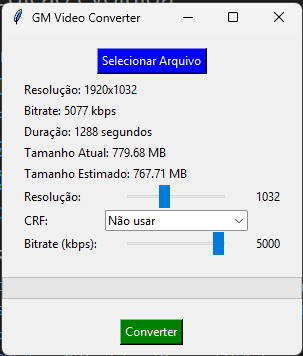 GM Video Converter
Selecionar Arquivo
Resolução: 1920x1032
Bitrate: 5077 kbps
Duração: 1288 segundos
Tamanho Atual: 779.68 MB
Tamanho Estimado: 767.71 MB
Resolução: 1032
CRF: Não usar
Bitrate (kbps): 5000
Converter